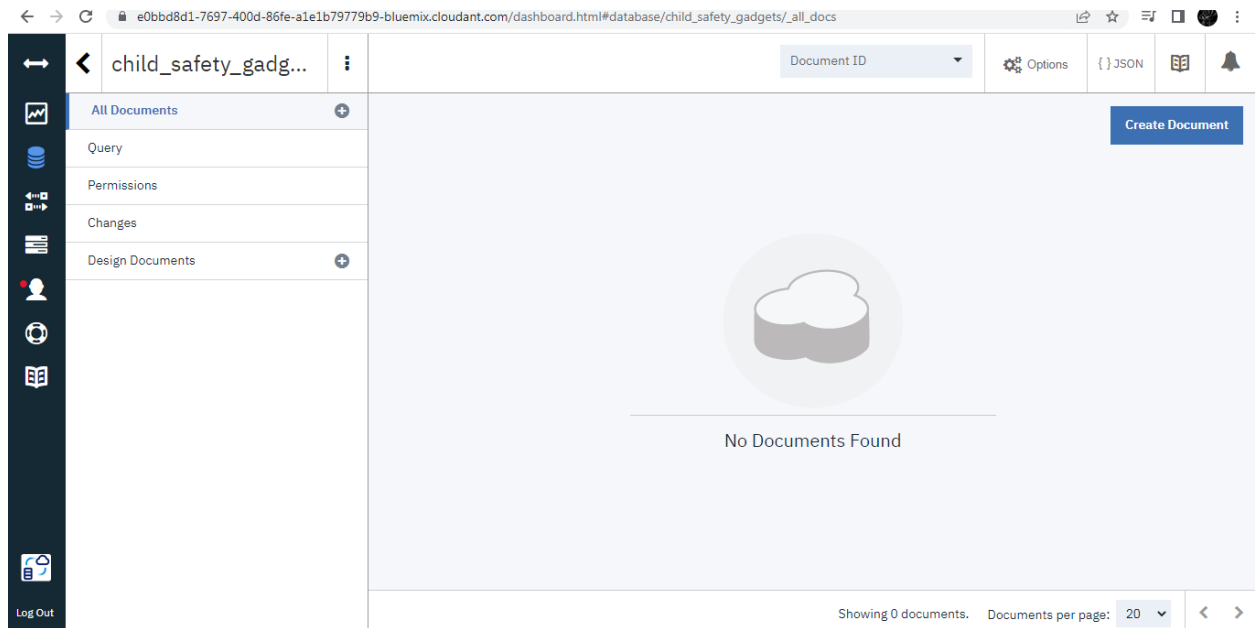 e0bbd8d1-7697-400d-86fe-a1e1b79779b9-bluemix.cloudant.com/dashboard.html#database/child_safety_gadgets/_all_docs
child_safety_gadg...
Document ID
Options
{ } JSON
All Documents
Create Document
Query
Permissions
Changes
Design Documents
No Documents Found
Log Out
Showing 0 documents.
Documents per page: 20